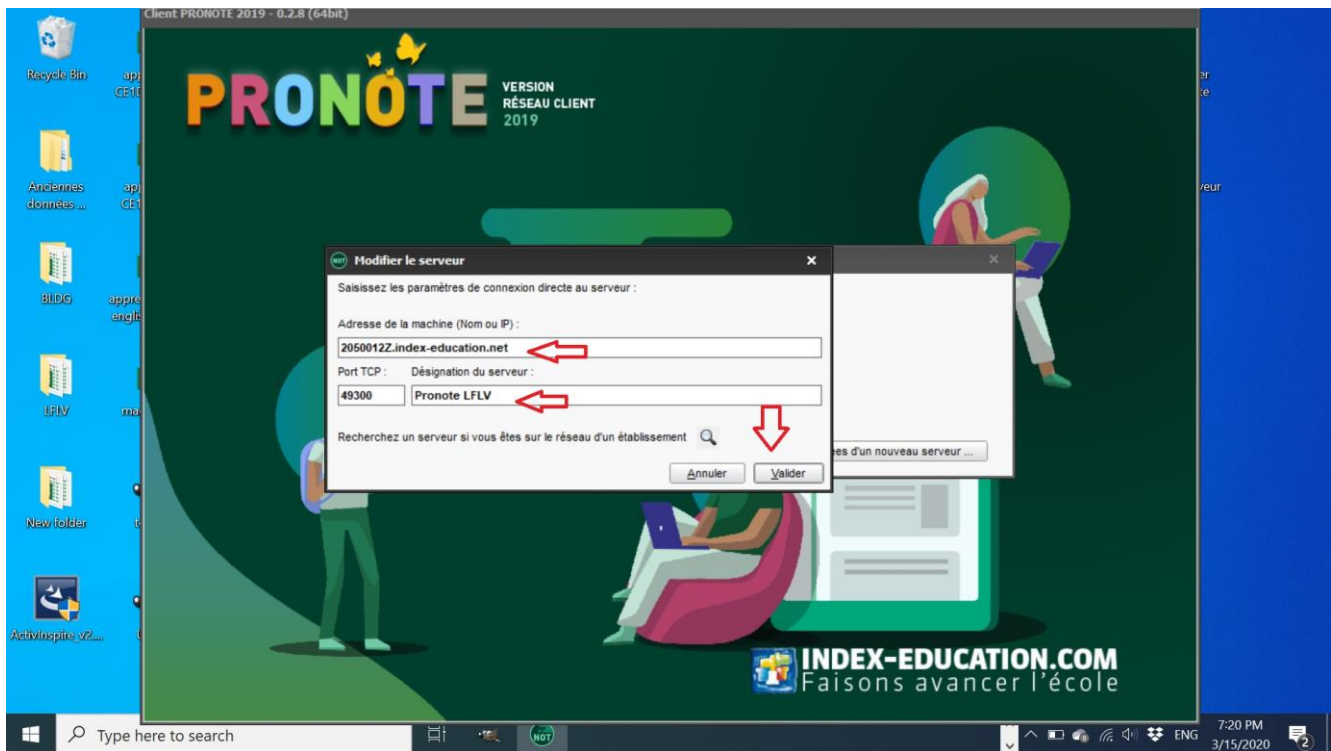 Client PRONOTE 2019 - 0.2.8 (64bit)
Recycle Bin
PRONOTE
VERSION
RÉSEAU CLIENT
2019
Anciennes
données ...
BLDG
LFLV
New folder
ActivInspire_v2....
Modifier le serveur
Saisissez les paramètres de connexion directe au serveur :
Adresse de la machine (Nom ou IP) :
2050012Z.index-education.net
Port TCP :
Désignation du serveur :
49300
Pronote LFLV
Recherchez un serveur si vous êtes sur le réseau d'un établissement
d'un nouveau serveur ...
Annuler
Valider
INDEX-EDUCATION.COM
Faisons avancer l'école
Type here to search
NOT
ENG
7:20 PM
3/15/2020
2